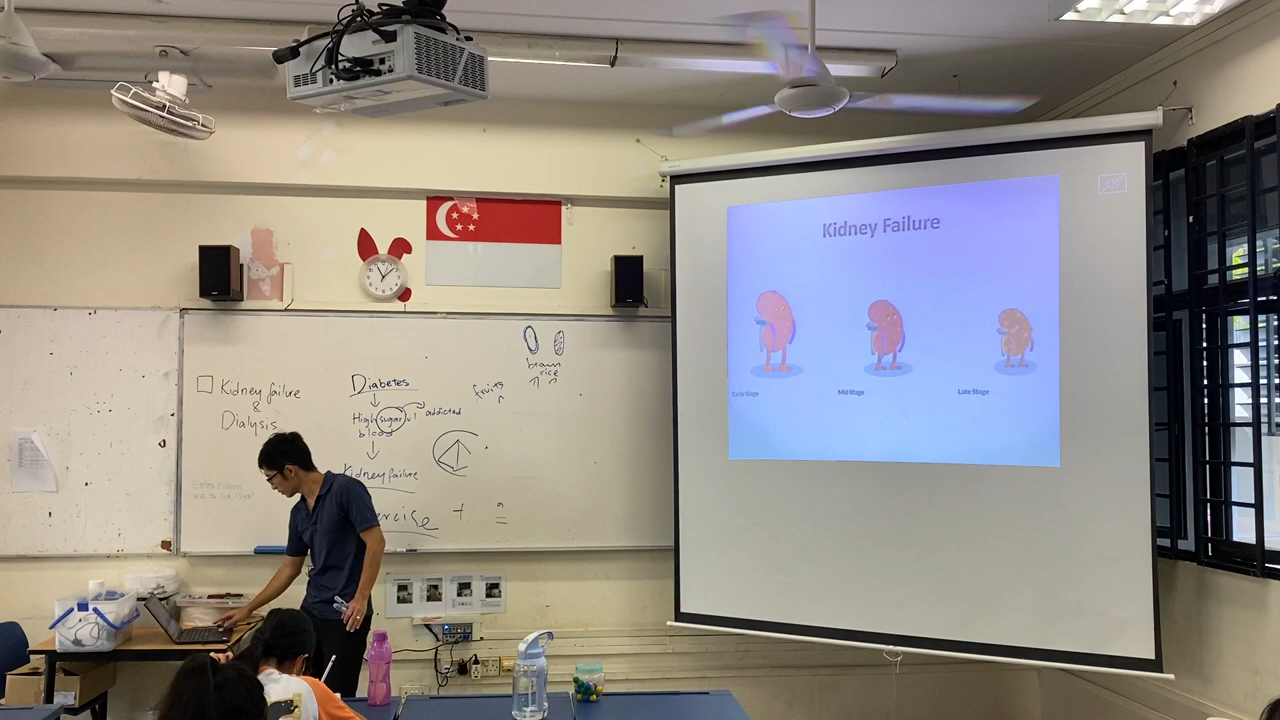 Kidney Failure
Early Stage
Mid Stage
Late Stage
Kidney failure
&
Dialysis
Diabetes
High sugar
blood
addicted
Kidney failure
fruits
brown
rice